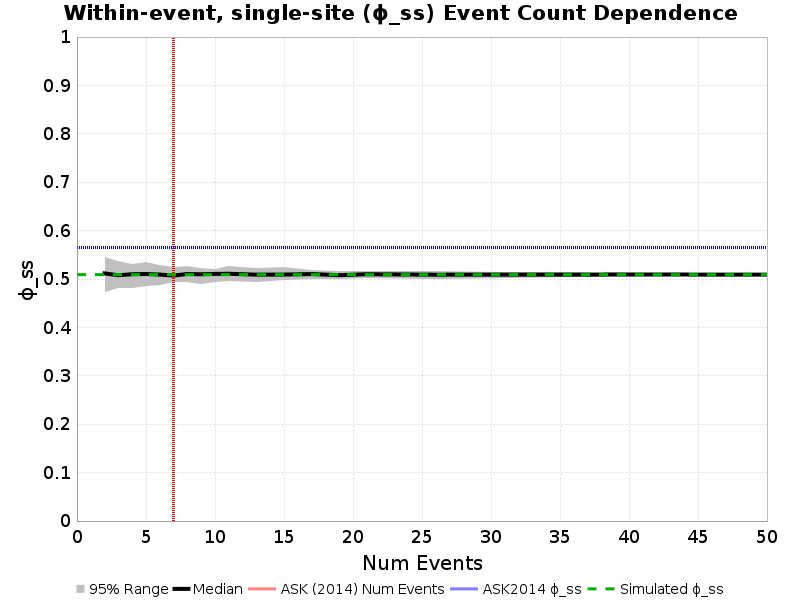 Within-event, single-site (ϕ_ss) Event Count Dependence
1
0.9
0.8
0.7
0.6
0.5
0.4
0.3
0.2
0.1
0
ϕ_ss
0 5 10 15 20 25 30 35 40 45 50
Num Events
95% Range Median ASK (2014) Num Events ASK2014 ϕ_ss Simulated ϕ_ss